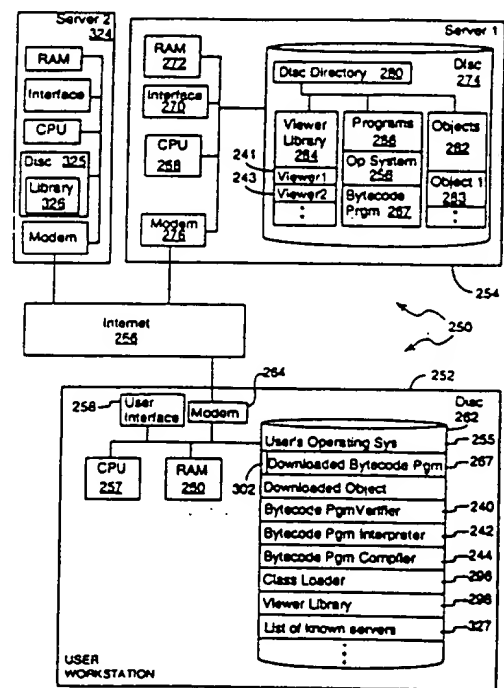 Server 2
324
RAM
Interface
CPU
Disc 325
Library
326
Modem
Server 1
RAM
272
Interface
270
CPU
268
Modem
276
Disc
274
Disc Directory 280
Viewer
Library
284
241
Viewer1
243
Viewer2
Programs
286
Op System
256
Bytecode
Prgm 267
Objects
282
Object 1
283
254
Internet
256
250
252
264
258
User
Interface
Modem
CPU
257
RAM
260
302
Disc
262
User's Operating Sys
255
Downloaded Bytecode Pgm
267
Downloaded Object
Bytecode PgmVerifier
240
Bytecode Pgm Interpreter
242
Bytecode Pgm Compiler
244
Class Loader
296
Viewer Library
298
List of known servers
327
USER
WORKSTATION